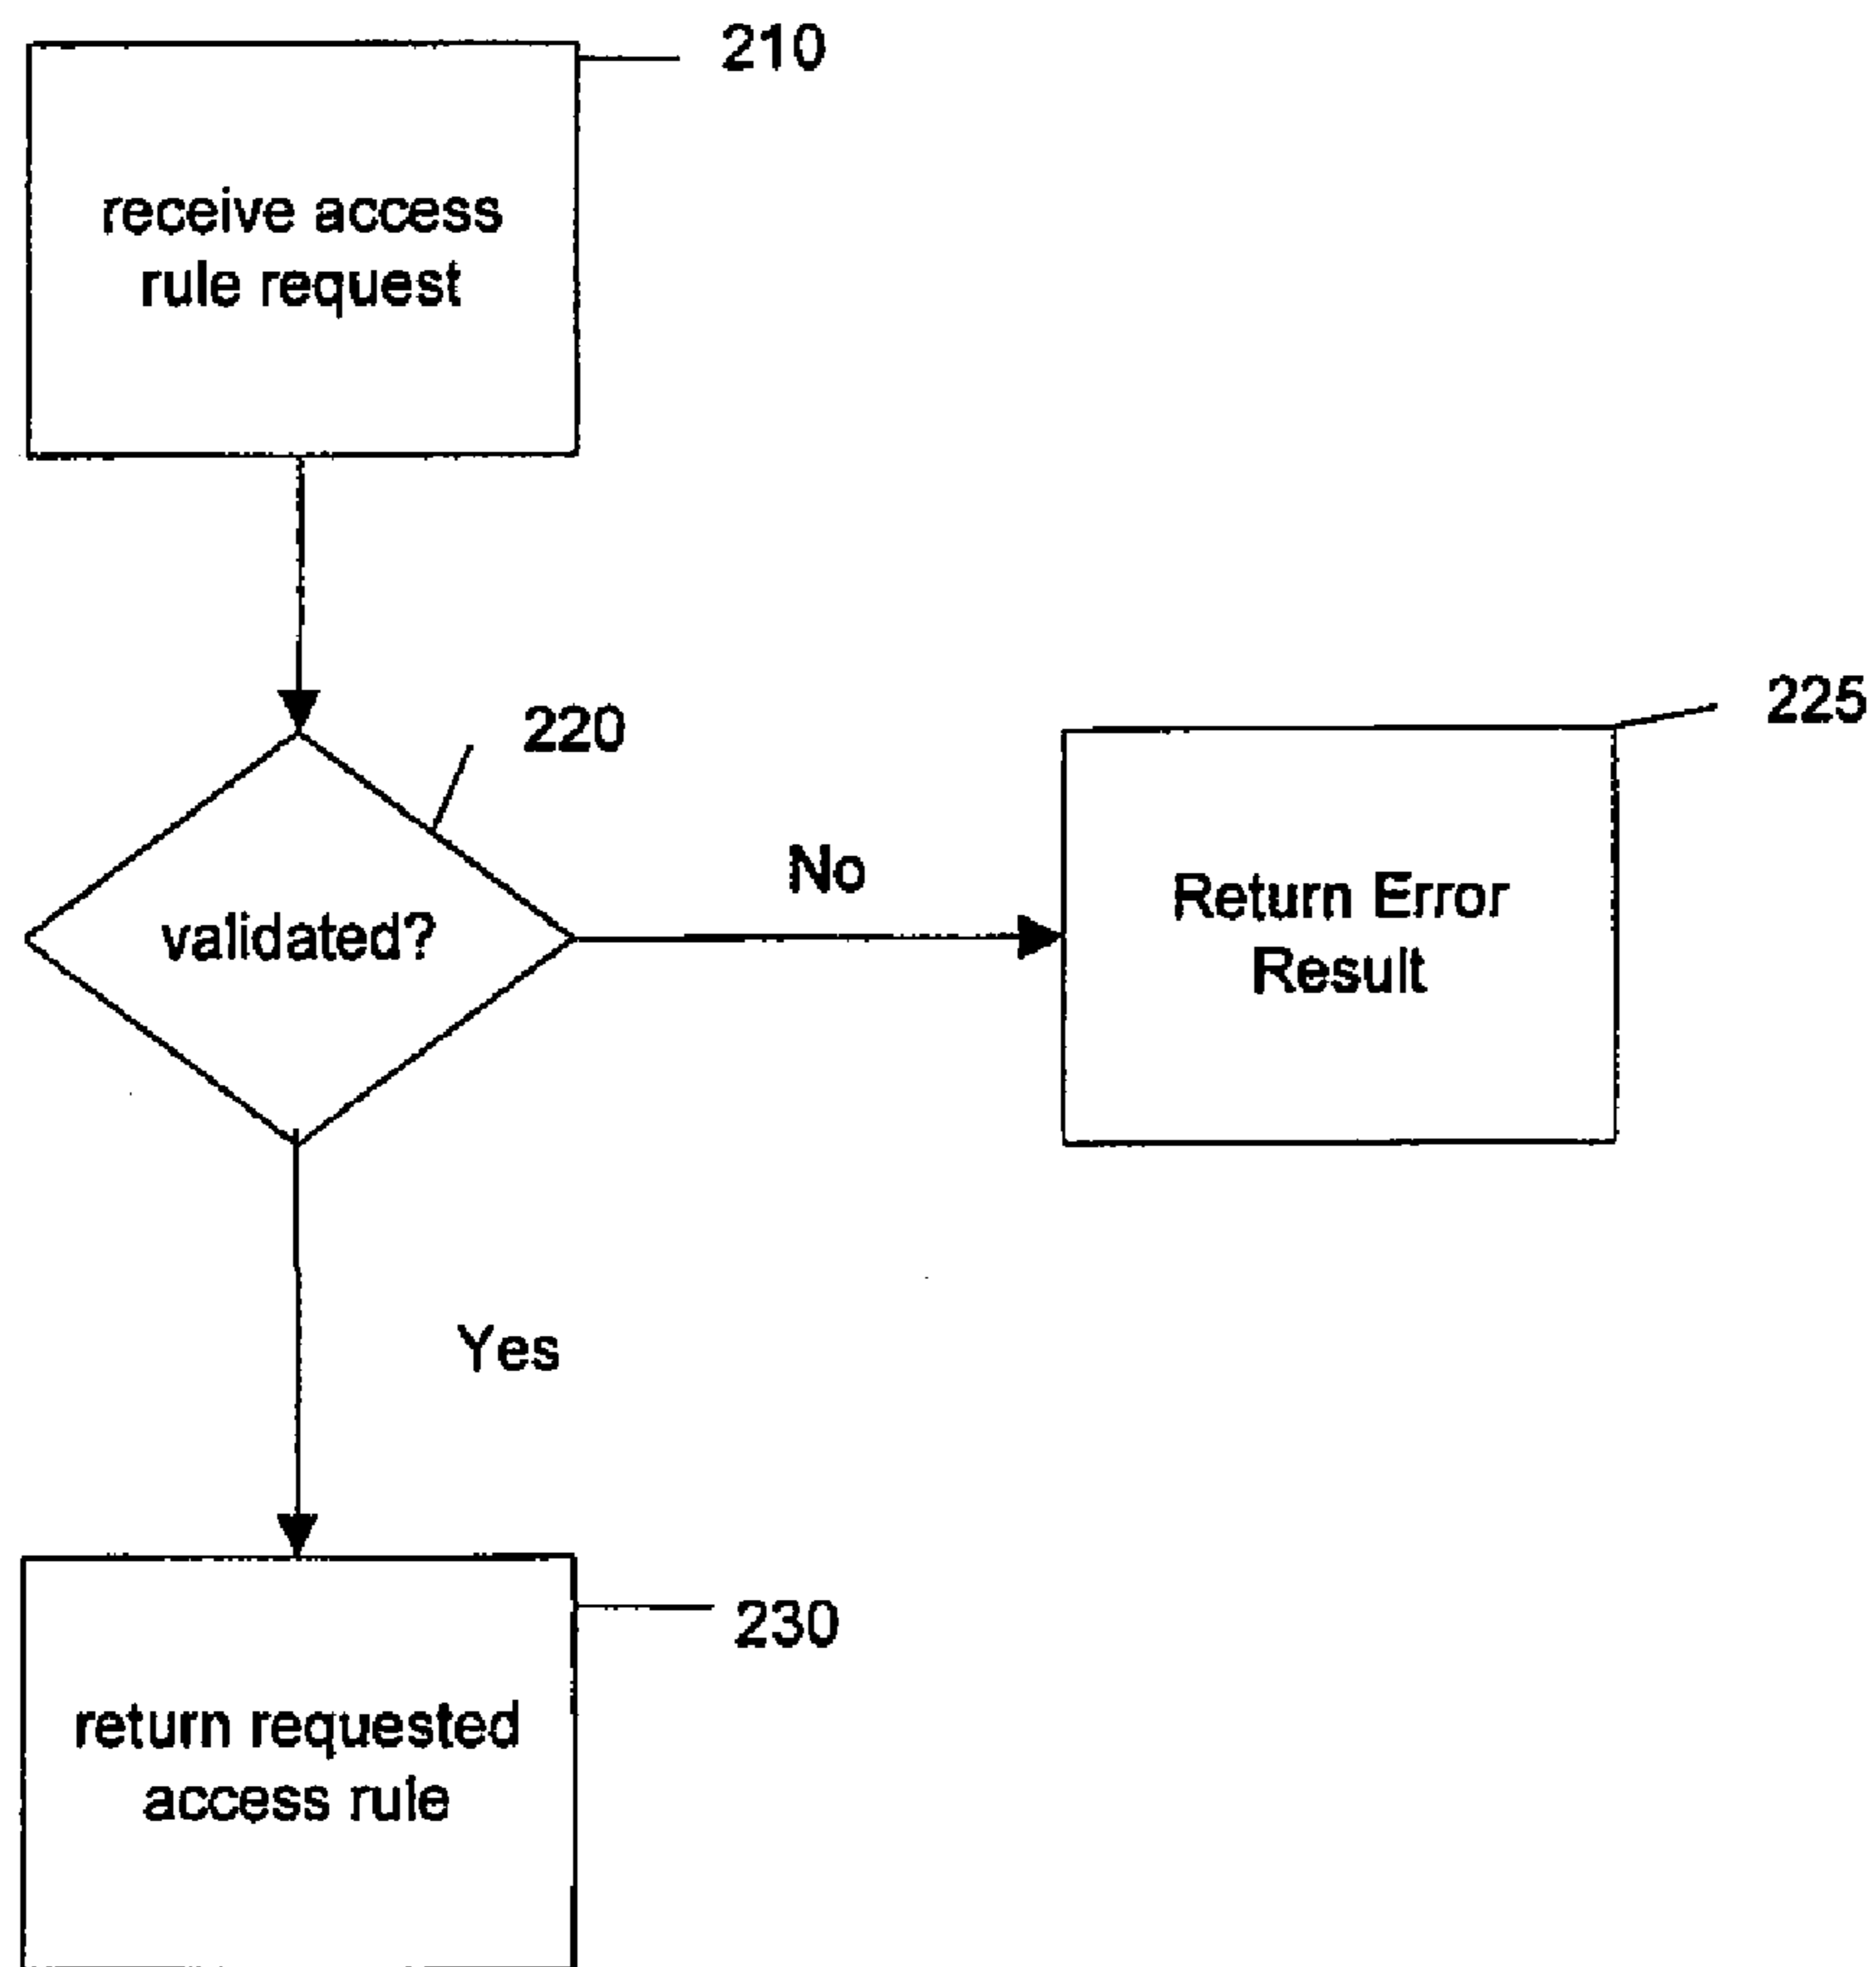 210
receive access
rule request
220
225
validated?
No
Return Error
Result
Yes
230
return requested
access rule